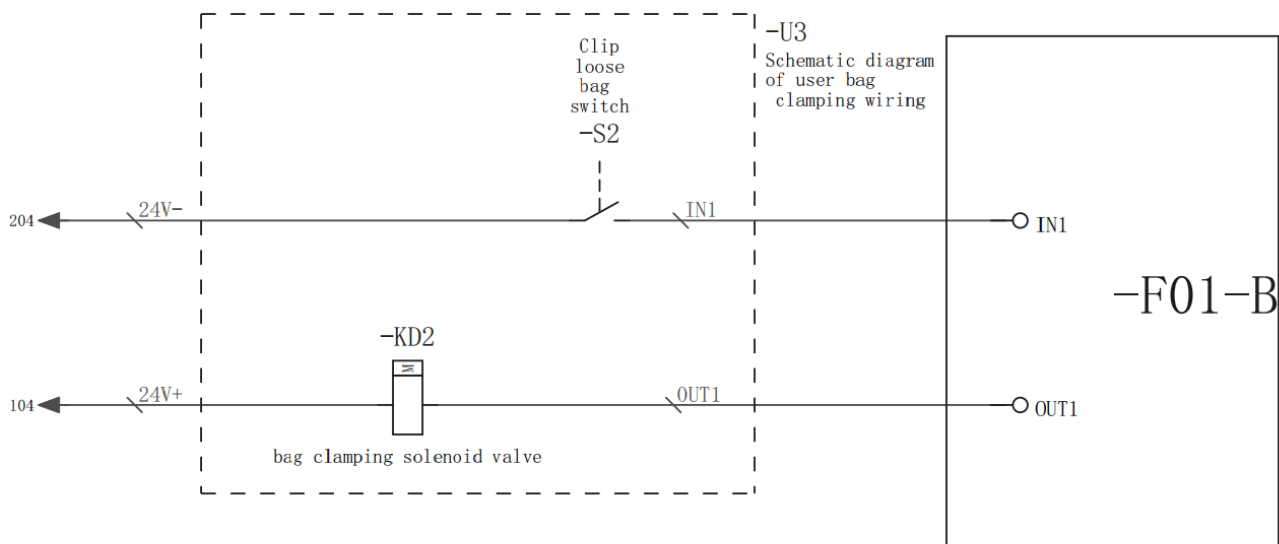 Clip
loose
bag
switch
-S2
-U3
Schematic diagram
of user bag
clamping wiring
204
24V-
IN1
IN1
-F01-B
-KD2
M
104
24V+
OUT1
OUT1
bag clamping solenoid valve